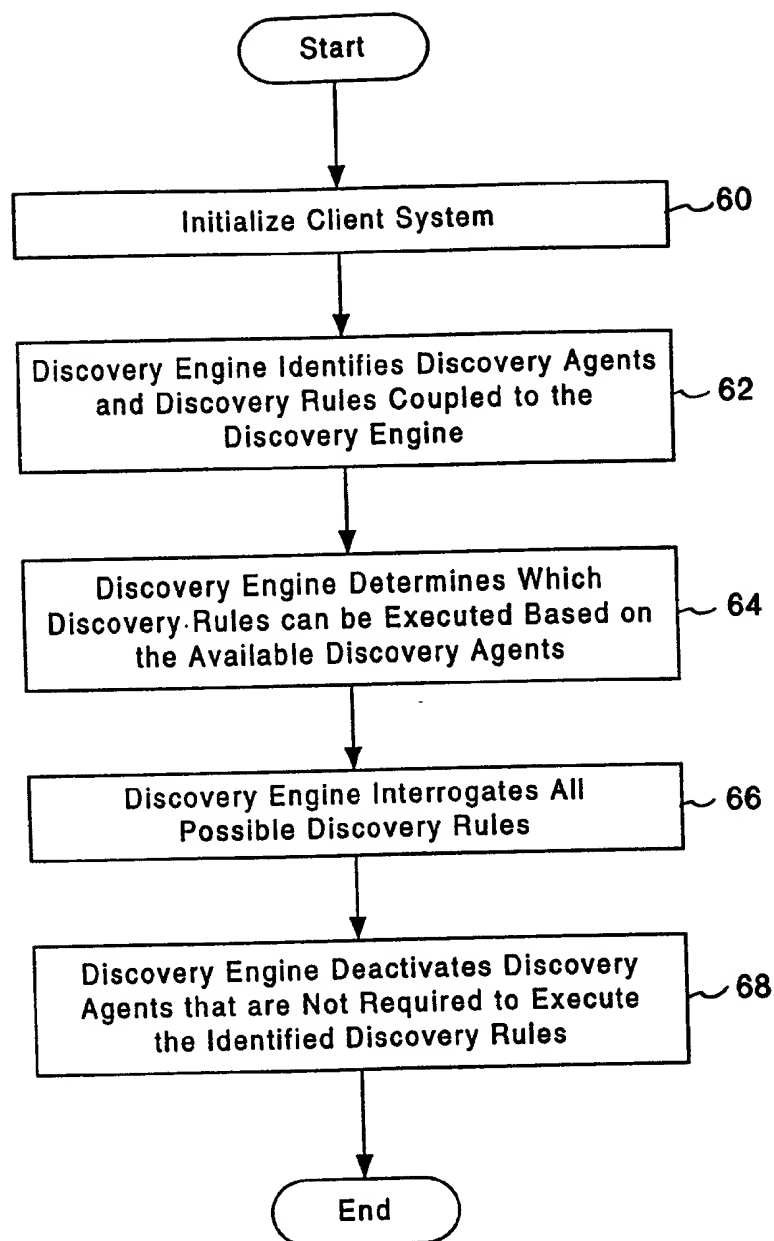 Start
Initialize Client System
60
Discovery Engine Identifies Discovery Agents
and Discovery Rules Coupled to the
Discovery Engine
62
Discovery Engine Determines Which
Discovery Rules can be Executed Based on
the Available Discovery Agents
64
Discovery Engine Interrogates All
Possible Discovery Rules
66
Discovery Engine Deactivates Discovery
Agents that are Not Required to Execute
the Identified Discovery Rules
68
End